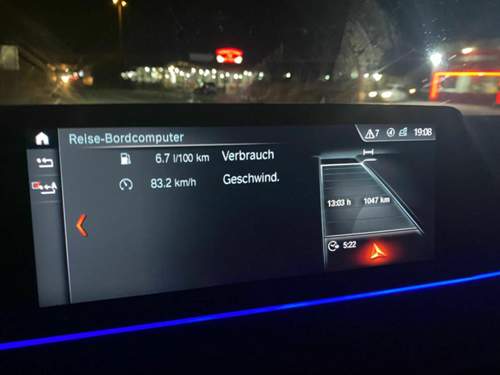 Reise-Bordcomputer
7 19:08
6.7 l/100 km Verbrauch
83.2 km/h Geschwind.
13:03 h 1047 km
5:22